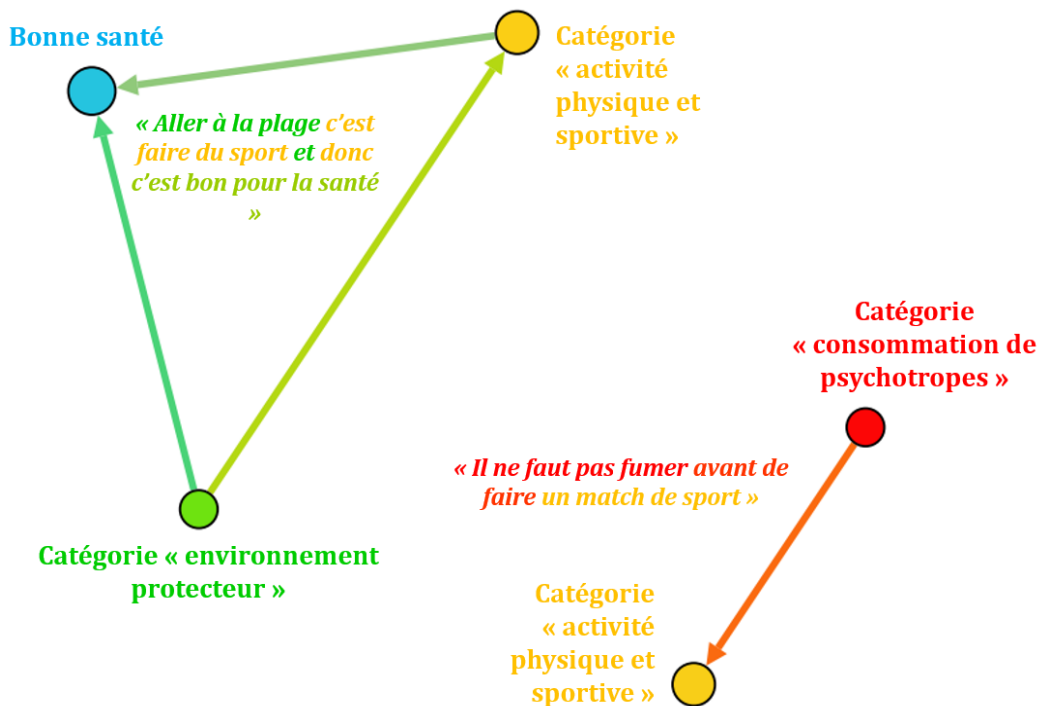 Bonne santé
Catégorie
« activité
physique et
sportive »
« Aller à la plage c’est
faire du sport et donc
c’est bon pour la santé
»
Catégorie
« consommation de
psychotropes »
« Il ne faut pas fumer avant de
faire un match de sport »
Catégorie « environnement
protecteur »
Catégorie
« activité
physique et
sportive »